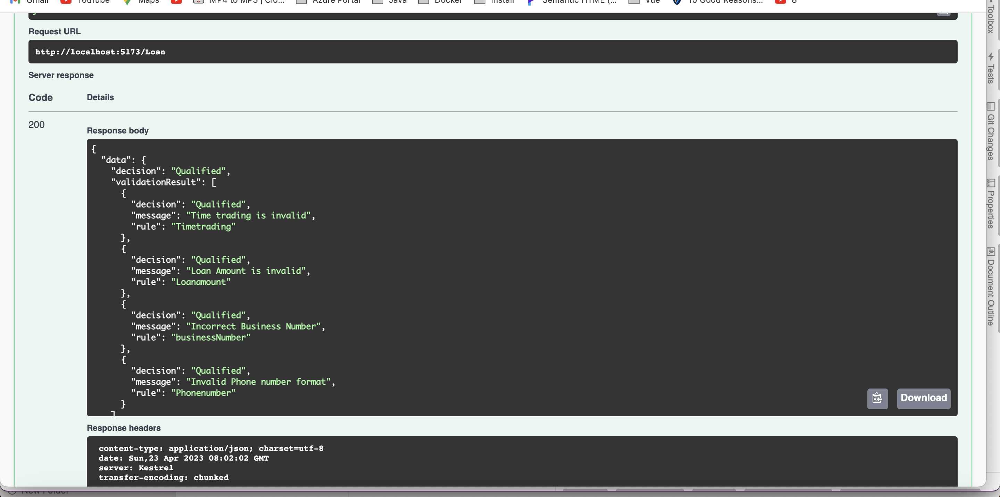 Gmail YouTube Maps MP4 to MP3 | Clo... Azure Portal Java Docker Install Semantic HTML (... Vue 10 Good Reasons... 8
Request URL
http://localhost:5173/Loan
Server response
Code Details
200
Response body
{
"data": {
"decision": "Qualified",
"validationResult": [
{
"decision": "Qualified",
"message": "Time trading is invalid",
"rule": "Timetrading"
},
{
"decision": "Qualified",
"message": "Loan Amount is invalid",
"rule": "Loanamount"
},
{
"decision": "Qualified",
"message": "Incorrect Business Number",
"rule": "businessNumber"
},
{
"decision": "Qualified",
"message": "Invalid Phone number format",
"rule": "Phonenumber"
}
]
Download
Response headers
content-type: application/json; charset=utf-8
date: Sun,23 Apr 2023 08:02:02 GMT
server: Kestrel
transfer-encoding: chunked
Toolbox
Tests
Git Changes
Properties
Document Outline
New Folder